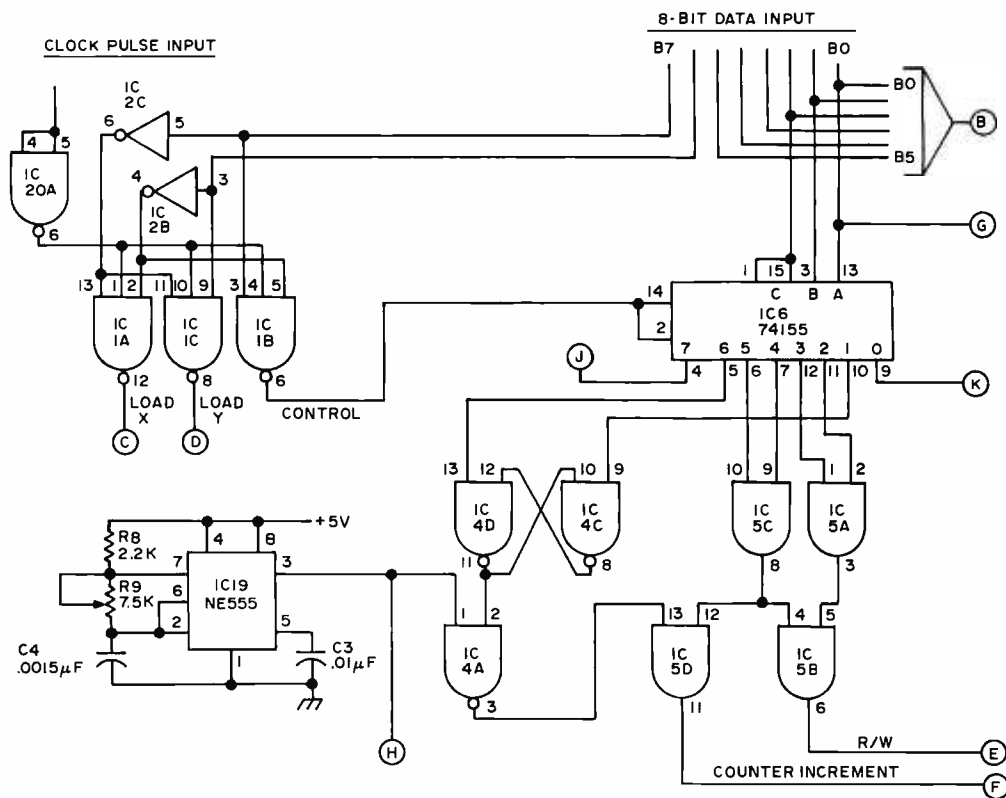 8-BIT DATA INPUT
CLOCK PULSE INPUT
B7 B0
IC
2C
6 5
B0
B
B5
4 5
IC
20A
6
4 3
IC
2B
G
13 1 2 11 10 9 3 4 5
1 15 3 13
C B A
IC
1A
IC
1C
IC
1B
14
2
IC6
74155
7 6 5 4 3 2 1 0
12 8 6
J
4 5 6 7 12 11 10 9
K
LOAD
X
LOAD
Y
CONTROL
C D
13 12 10 9 10 9 1 2
IC
4D
IC
4C
IC
5C
IC
5A
11 8 8 3
+5V
R8
2.2K
4 8
7 3
R9
7.5K
6
IC19
NE555
2 5
1
C4
.0015µF
C3
.01µF
1 2 13 12 4 5
IC
4A
IC
5D
IC
5B
3 11 6
H
R/W
E
COUNTER INCREMENT
F